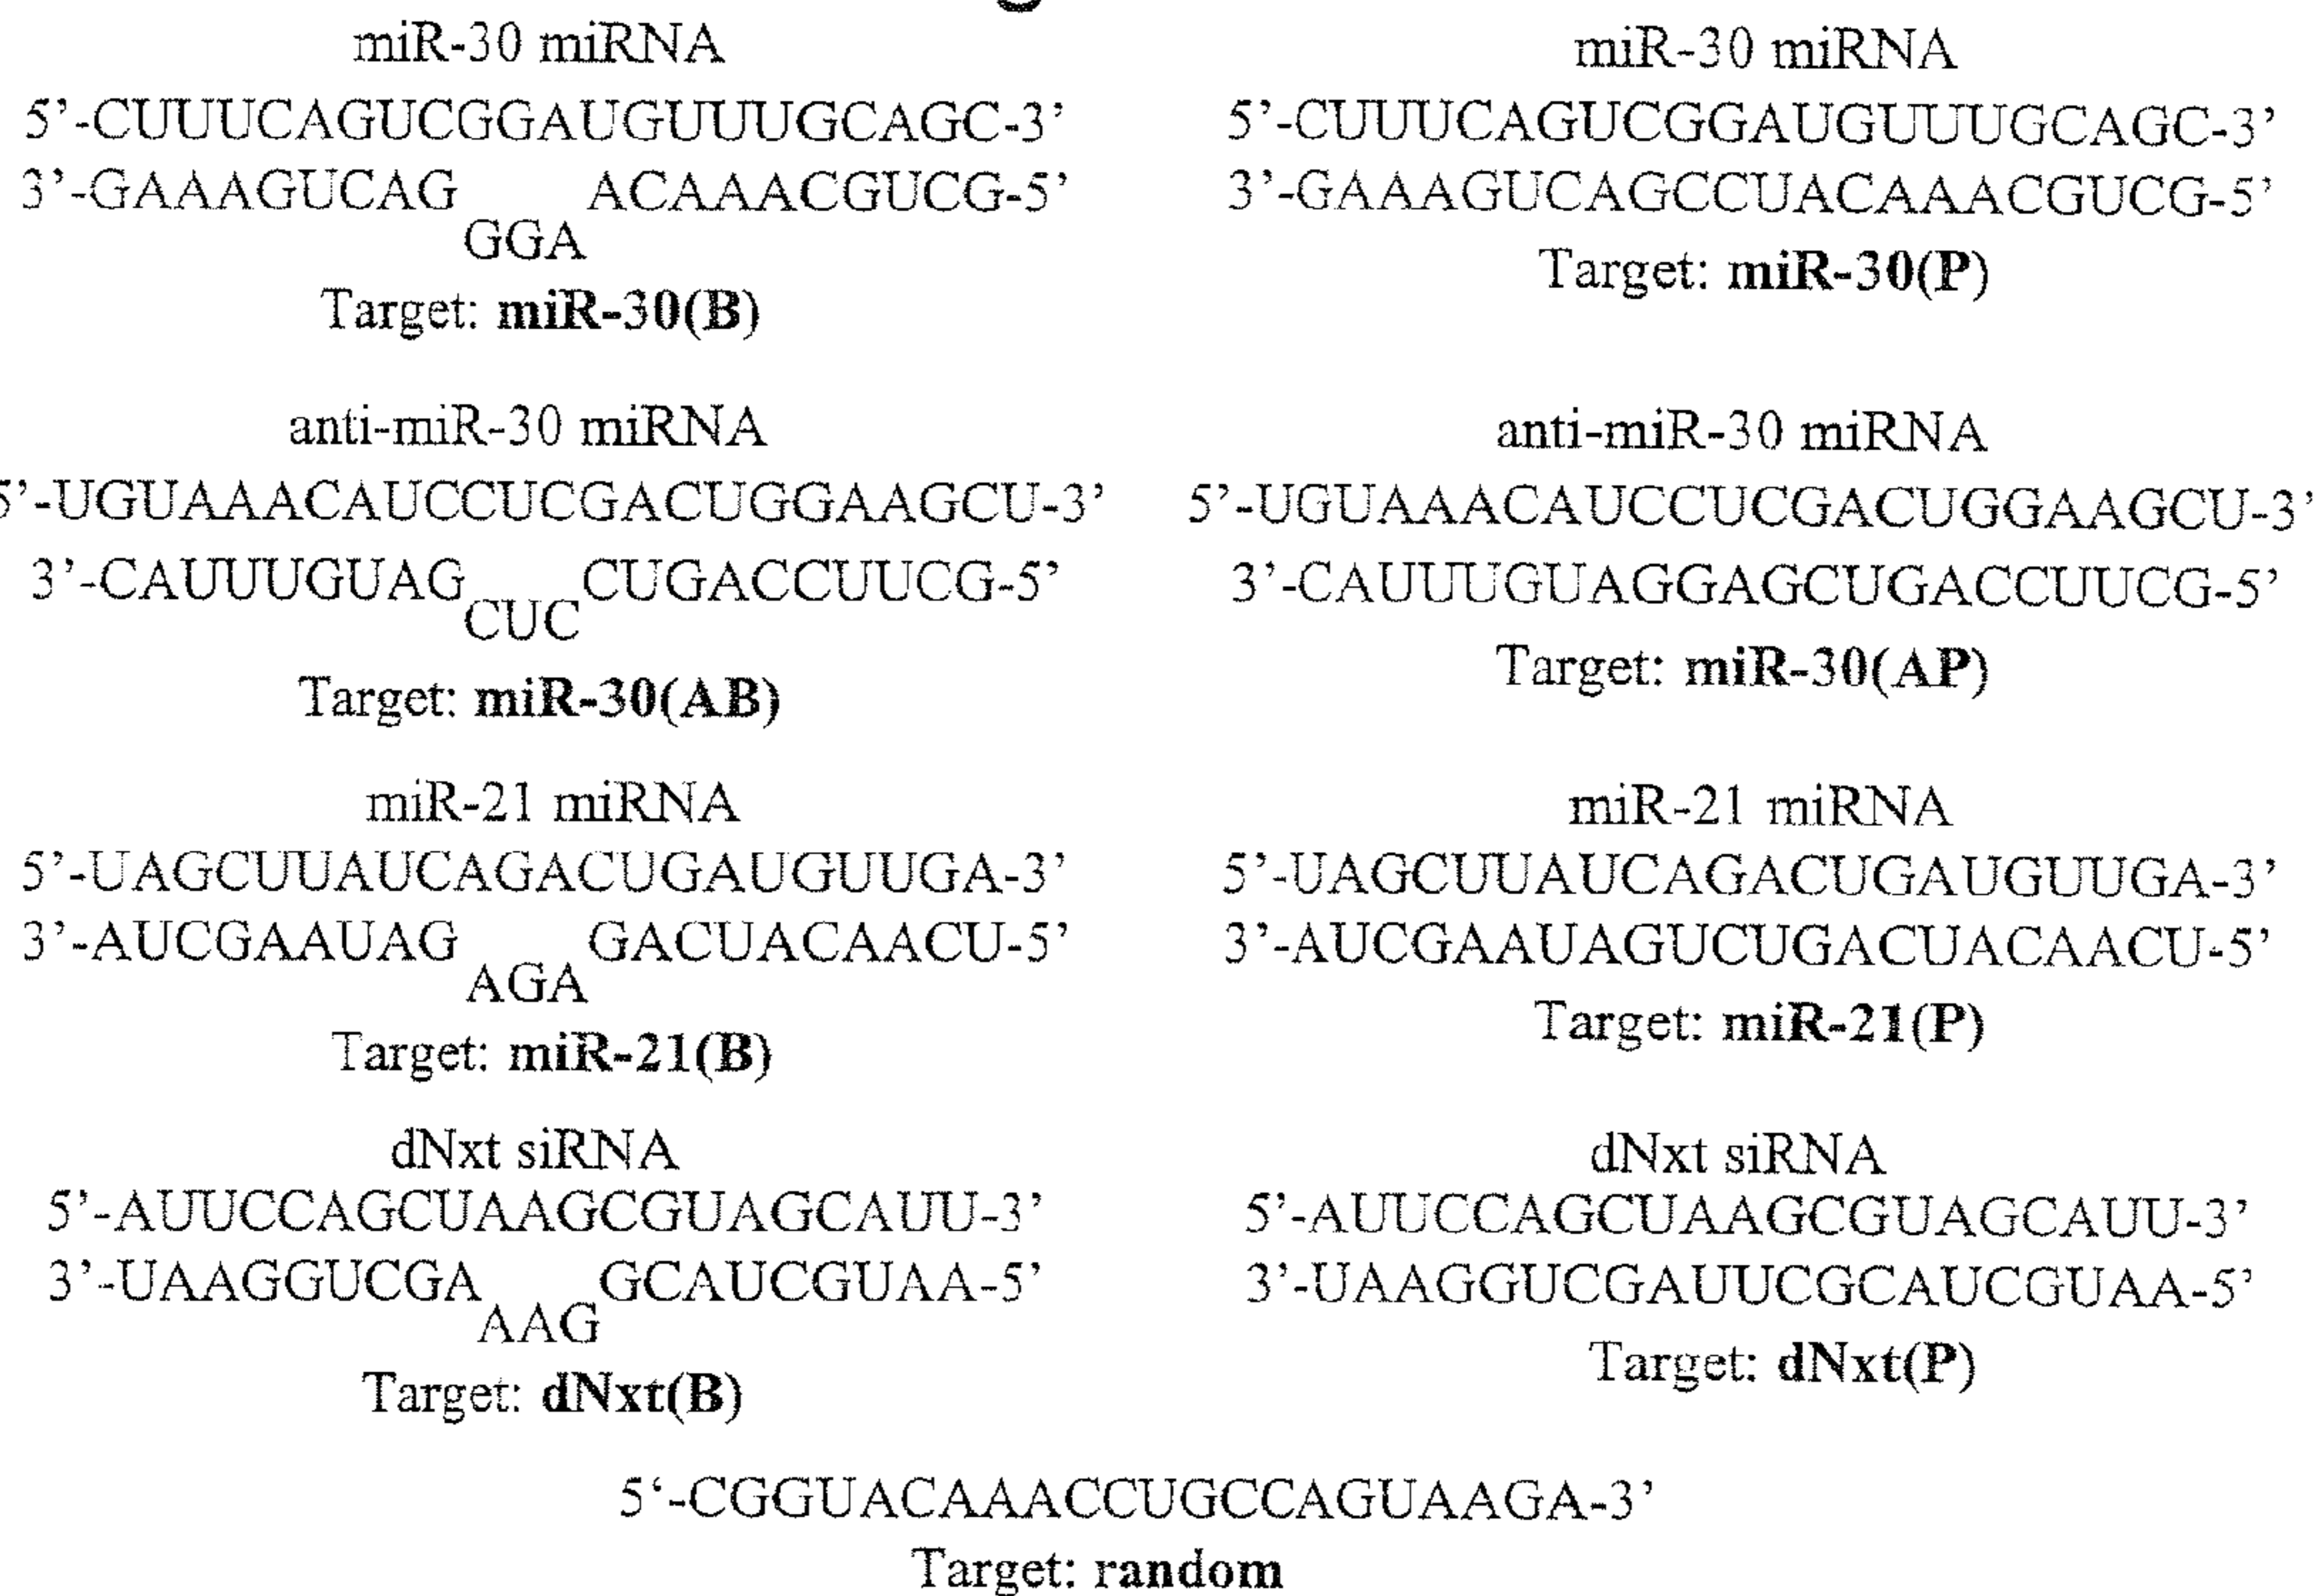 miR-30 miRNA
5’-CUUUCAGUCGGAUGUUUGCAGC-3’
3’-GAAAGUCAG ACAAACGUCG-5’
GGA
Target: miR-30(B)
miR-30 miRNA
5’-CUUUCAGUCGGAUGUUUGCAGC-3’
3’-GAAAGUCAGCCUACAAACGUCG-5’
Target: miR-30(P)
anti-miR-30 miRNA
5’-UGUAAACAUCCUCGACUGGAAGCU-3’
3’-CAUUUGUAG CUGACCUUCG-5’
CUC
Target: miR-30(AB)
anti-miR-30 miRNA
5’-UGUAAACAUCCUCGACUGGAAGCU-3’
3’-CAUUUGUAGGAGCUGACCUUCG-5’
Target: miR-30(AP)
miR-21 miRNA
5’-UAGCUUAUCAGACUGAUGUUGA-3’
3’-AUCGAAUAG GACUACAACU-5’
AGA
Target: miR-21(B)
miR-21 miRNA
5’-UAGCUUAUCAGACUGAUGUUGA-3’
3’-AUCGAAUAGUCUGACUACAACU-5’
Target: miR-21(P)
dNxt siRNA
5’-AUUCCAGCUAAGCGUAGCAUU-3’
3’-UAAGGUCGA GCAUCGUAA-5’
AAG
Target: dNxt(B)
dNxt siRNA
5’-AUUCCAGCUAAGCGUAGCAUU-3’
3’-UAAGGUCGAUUCGCAUCGUAA-5’
Target: dNxt(P)
5‘-CGGUACAAACCUGCCAGUAAGA-3’
Target: random